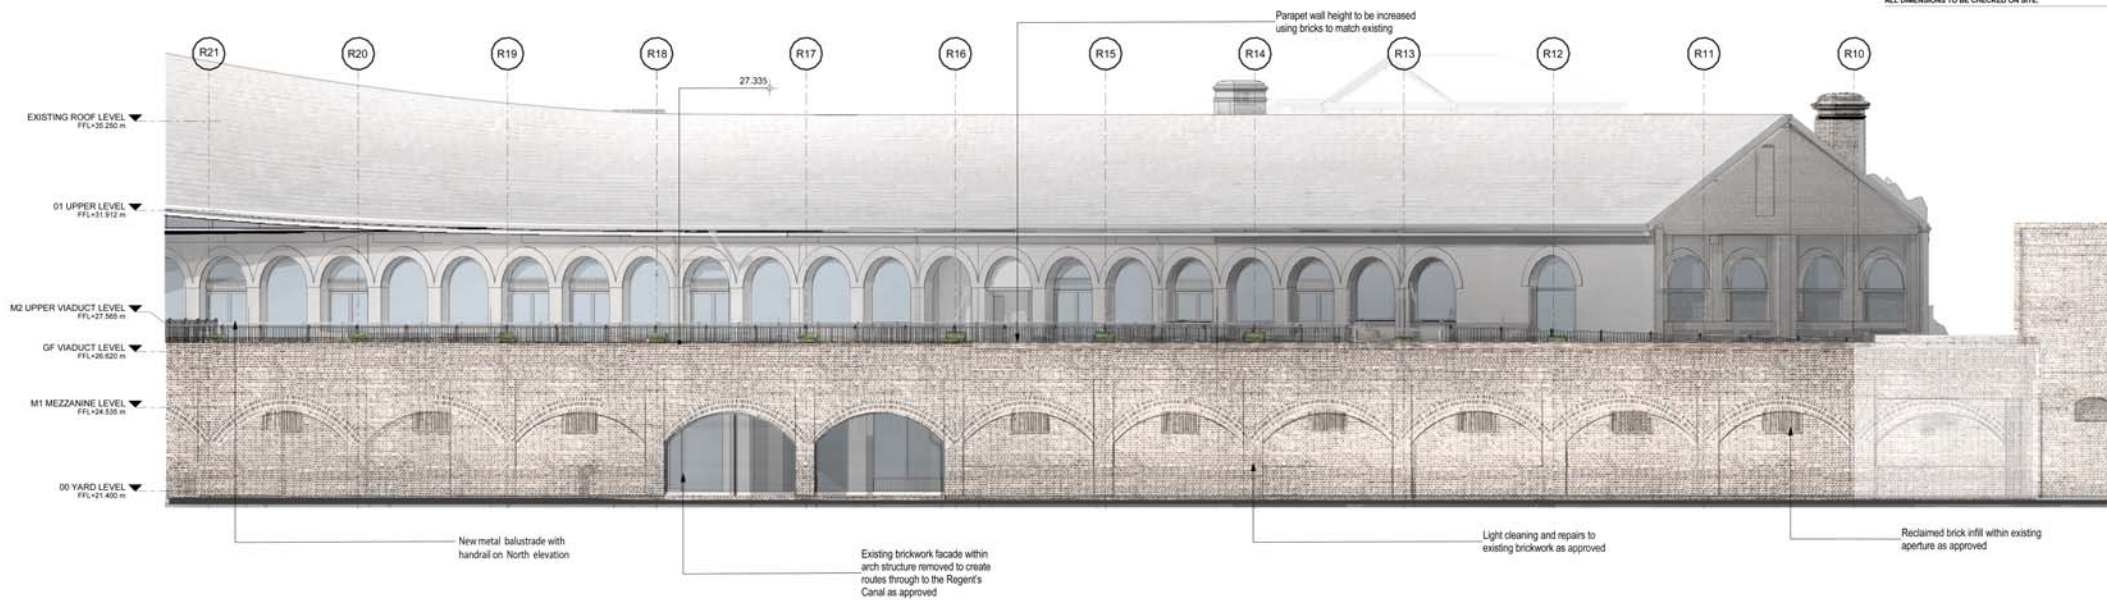 ALL DIMENSIONS TO BE CHECKED ON SITE.
Parapet wall height to be increased
using bricks to match existing
R21 R20 R19 R18 R17 R16 R15 R14 R13 R12 R11 R10
27.335
EXISTING ROOF LEVEL
FFL+35.250 m
01 UPPER LEVEL
FFL+31.912 m
M2 UPPER VIADUCT LEVEL
FFL+27.565 m
GF VIADUCT LEVEL
FFL+26.620 m
M1 MEZZANINE LEVEL
FFL+24.535 m
00 YARD LEVEL
FFL+21.400 m
New metal balustrade with
handrail on North elevation
Existing brickwork facade within
arch structure removed to create
routes through to the Regent's
Canal as approved
Light cleaning and repairs to
existing brickwork as approved
Reclaimed brick infill within existing
aperture as approved